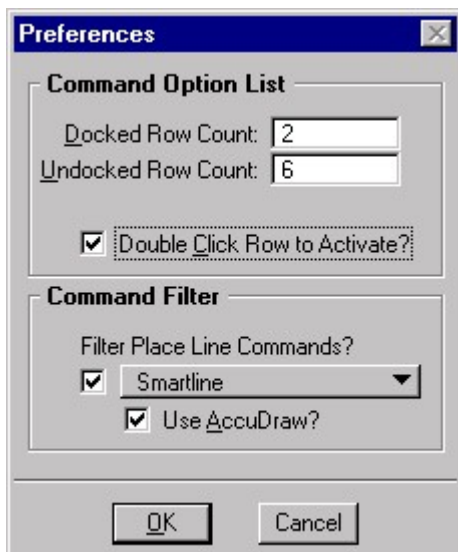 Preferences
Command Option List
Docked Row Count: 2
Undocked Row Count: 6
Double Click Row to Activate?
Command Filter
Filter Place Line Commands?
Smartline
Use AccuDraw?
OK Cancel